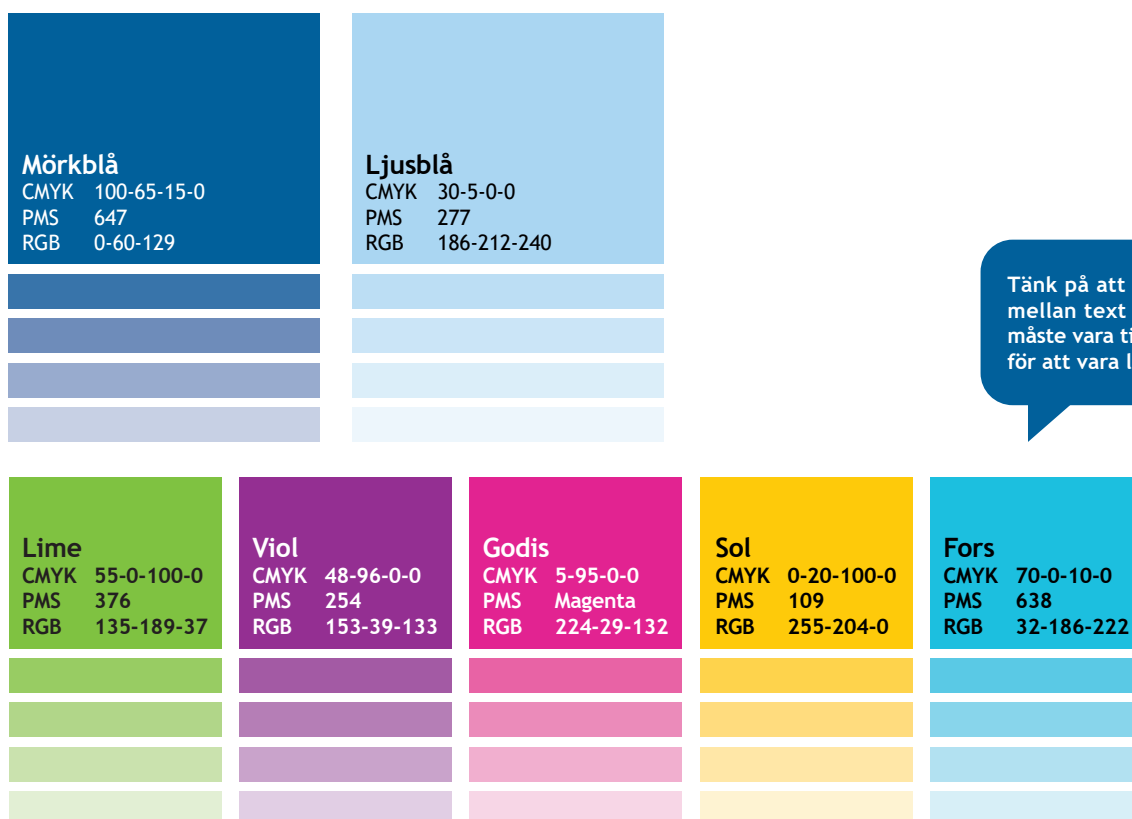 Mörkblå
CMYK 100-65-15-0
PMS 647
RGB 0-60-129
Ljusblå
CMYK 30-5-0-0
PMS 277
RGB 186-212-240
Tänk på att
mellan text
måste vara
för att vara
Lime
CMYK 55-0-100-0
PMS 376
RGB 135-189-37
Viol
CMYK 48-96-0-0
PMS 254
RGB 153-39-133
Godis
CMYK 5-95-0-0
PMS Magenta
RGB 224-29-132
Sol
CMYK 0-20-100-0
PMS 109
RGB 255-204-0
Fors
CMYK 70-0-10-0
PMS 638
RGB 32-186-222